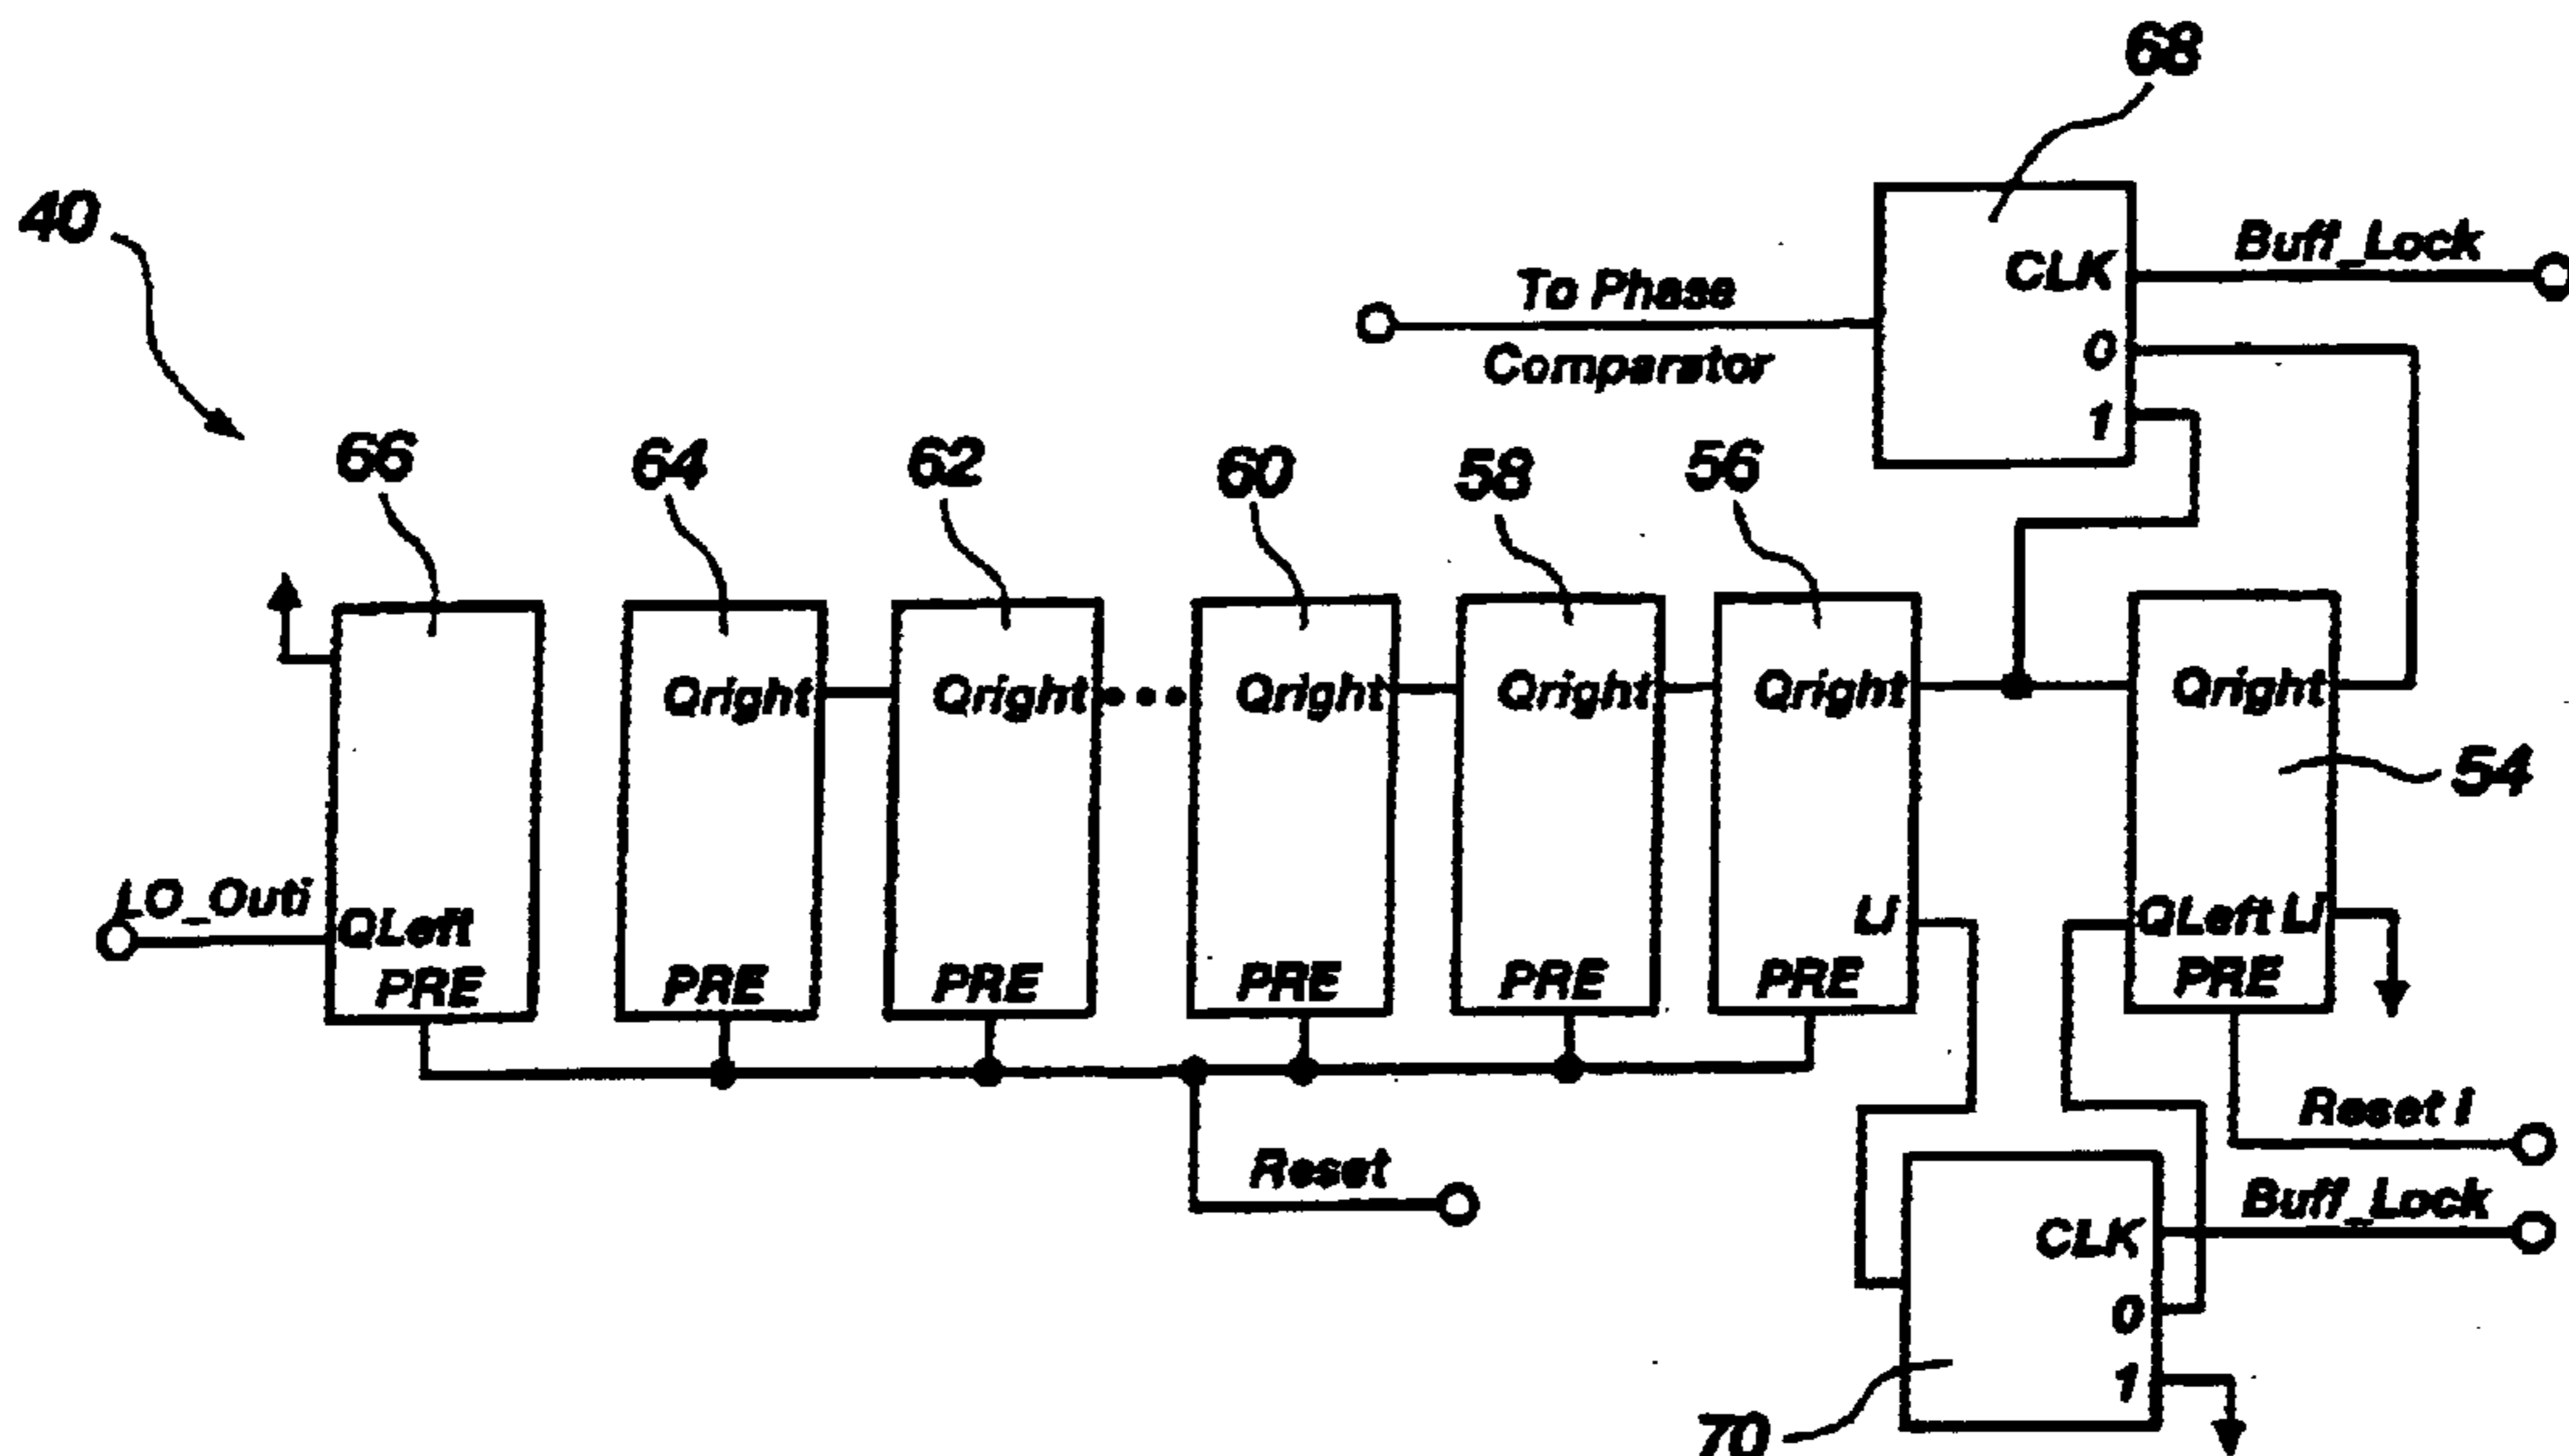 68
40
Buff_Lock
CLK
To Phase
Comparator
0
1
66
64
62
60
58
56
Qright
Qright
Qright
Qright
Qright
Qright
54
LO_Outi
QLeft
Li
QLeft Li
PRE
PRE
PRE
PRE
PRE
PRE
PRE
Reset i
Reset
Buff_Lock
CLK
0
1
70